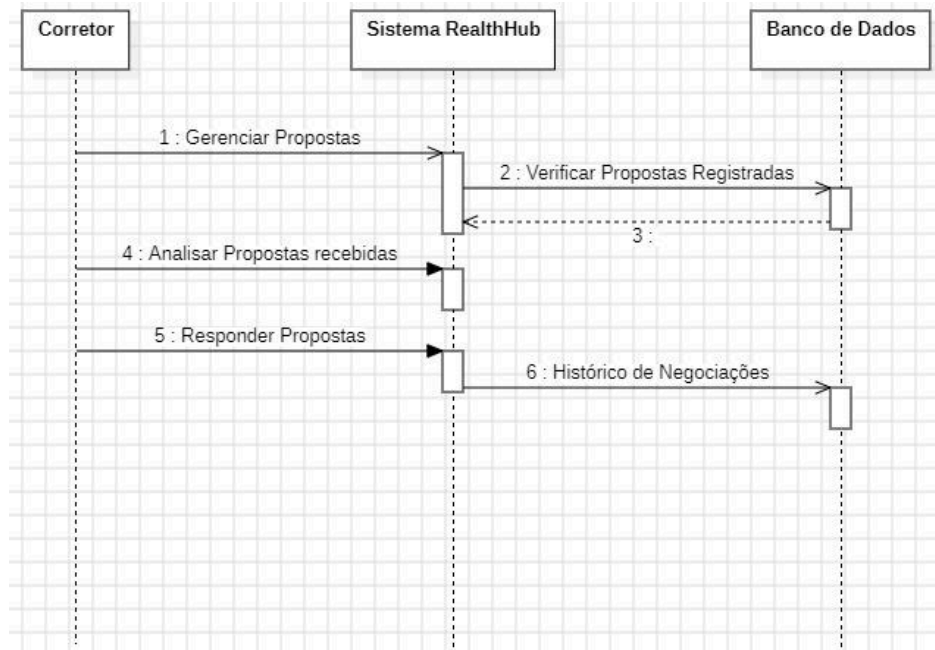 Corretor
Sistema RealthHub
Banco de Dados
1 : Gerenciar Propostas
2 : Verificar Propostas Registradas
3 :
4 : Analisar Propostas recebidas
5 : Responder Propostas
6 : Histórico de Negociações